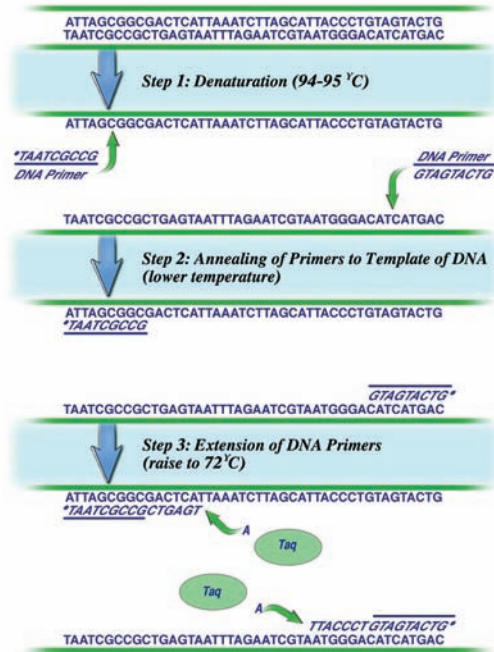 ATTAGCGGCGACTCATTAAATCTTAGCATTACCCTGTAGTACTG
TAATCGCCGCTGAGTAATTTAGAATCGTAATGGGACATCATGAC
Step 1: Denaturation (94-95 ˠC)
ATTAGCGGCGACTCATTAAATCTTAGCATTACCCTGTAGTACTG
*TAATCGCCG
DNA Primer
DNA Primer
GTAGTACTG
TAATCGCCGCTGAGTAATTTAGAATCGTAATGGGACATCATGAC
Step 2: Annealing of Primers to Template of DNA
(lower temperature)
ATTAGCGGCGACTCATTAAATCTTAGCATTACCCTGTAGTACTG
*TAATCGCCG
GTAGTACTG*
TAATCGCCGCTGAGTAATTTAGAATCGTAATGGGACATCATGAC
Step 3: Extension of DNA Primers
(raise to 72ˠC)
ATTAGCGGCGACTCATTAAATCTTAGCATTACCCTGTAGTACTG
*TAATCGCCGCTGAGT
A
Taq
Taq
A
TTACCCTGTAGTACTG*
TAATCGCCGCTGAGTAATTTAGAATCGTAATGGGACATCATGAC